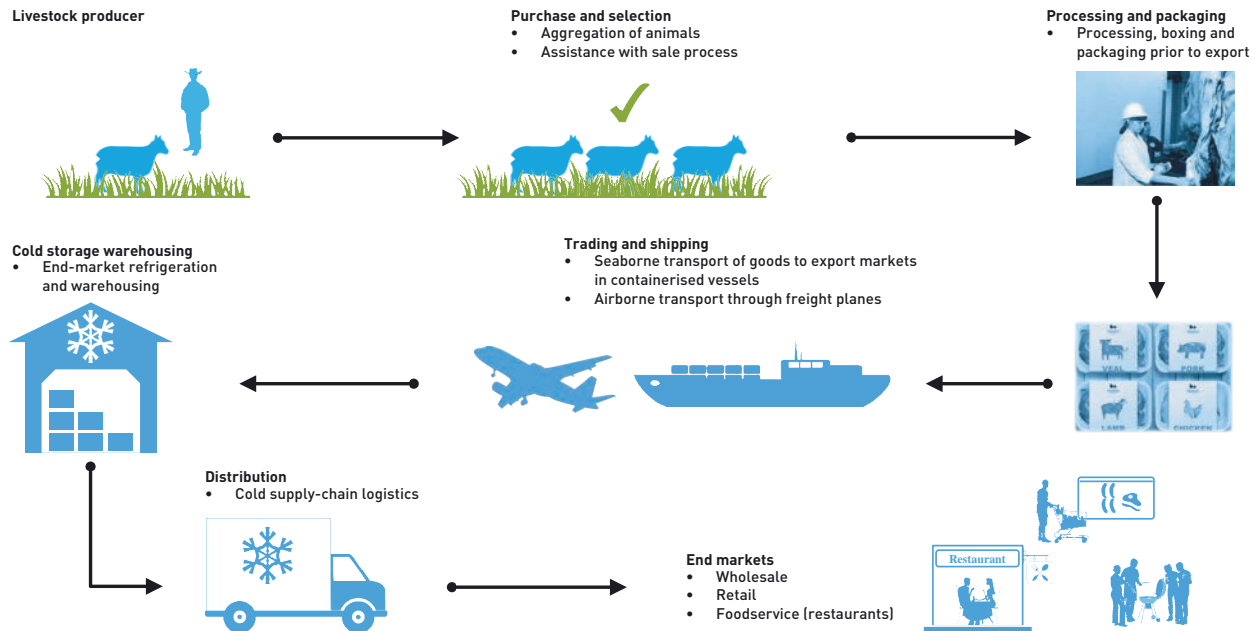 Livestock producer
Purchase and selection
• Aggregation of animals
• Assistance with sale process
Processing and packaging
• Processing, boxing and
packaging prior to export
Cold storage warehousing
• End-market refrigeration
and warehousing
Trading and shipping
• Seaborne transport of goods to export markets
in containerised vessels
• Airborne transport through freight planes
VEAL
PORK
LAMB
CHICKEN
Distribution
• Cold supply-chain logistics
End markets
• Wholesale
• Retail
• Foodservice (restaurants)
Restaurant